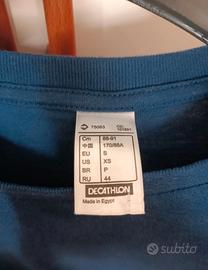 Cm 86-91
中国 170/88A
EU S
US XS
BR P
RU 44
DECATHLON
Made in Egypt
subito